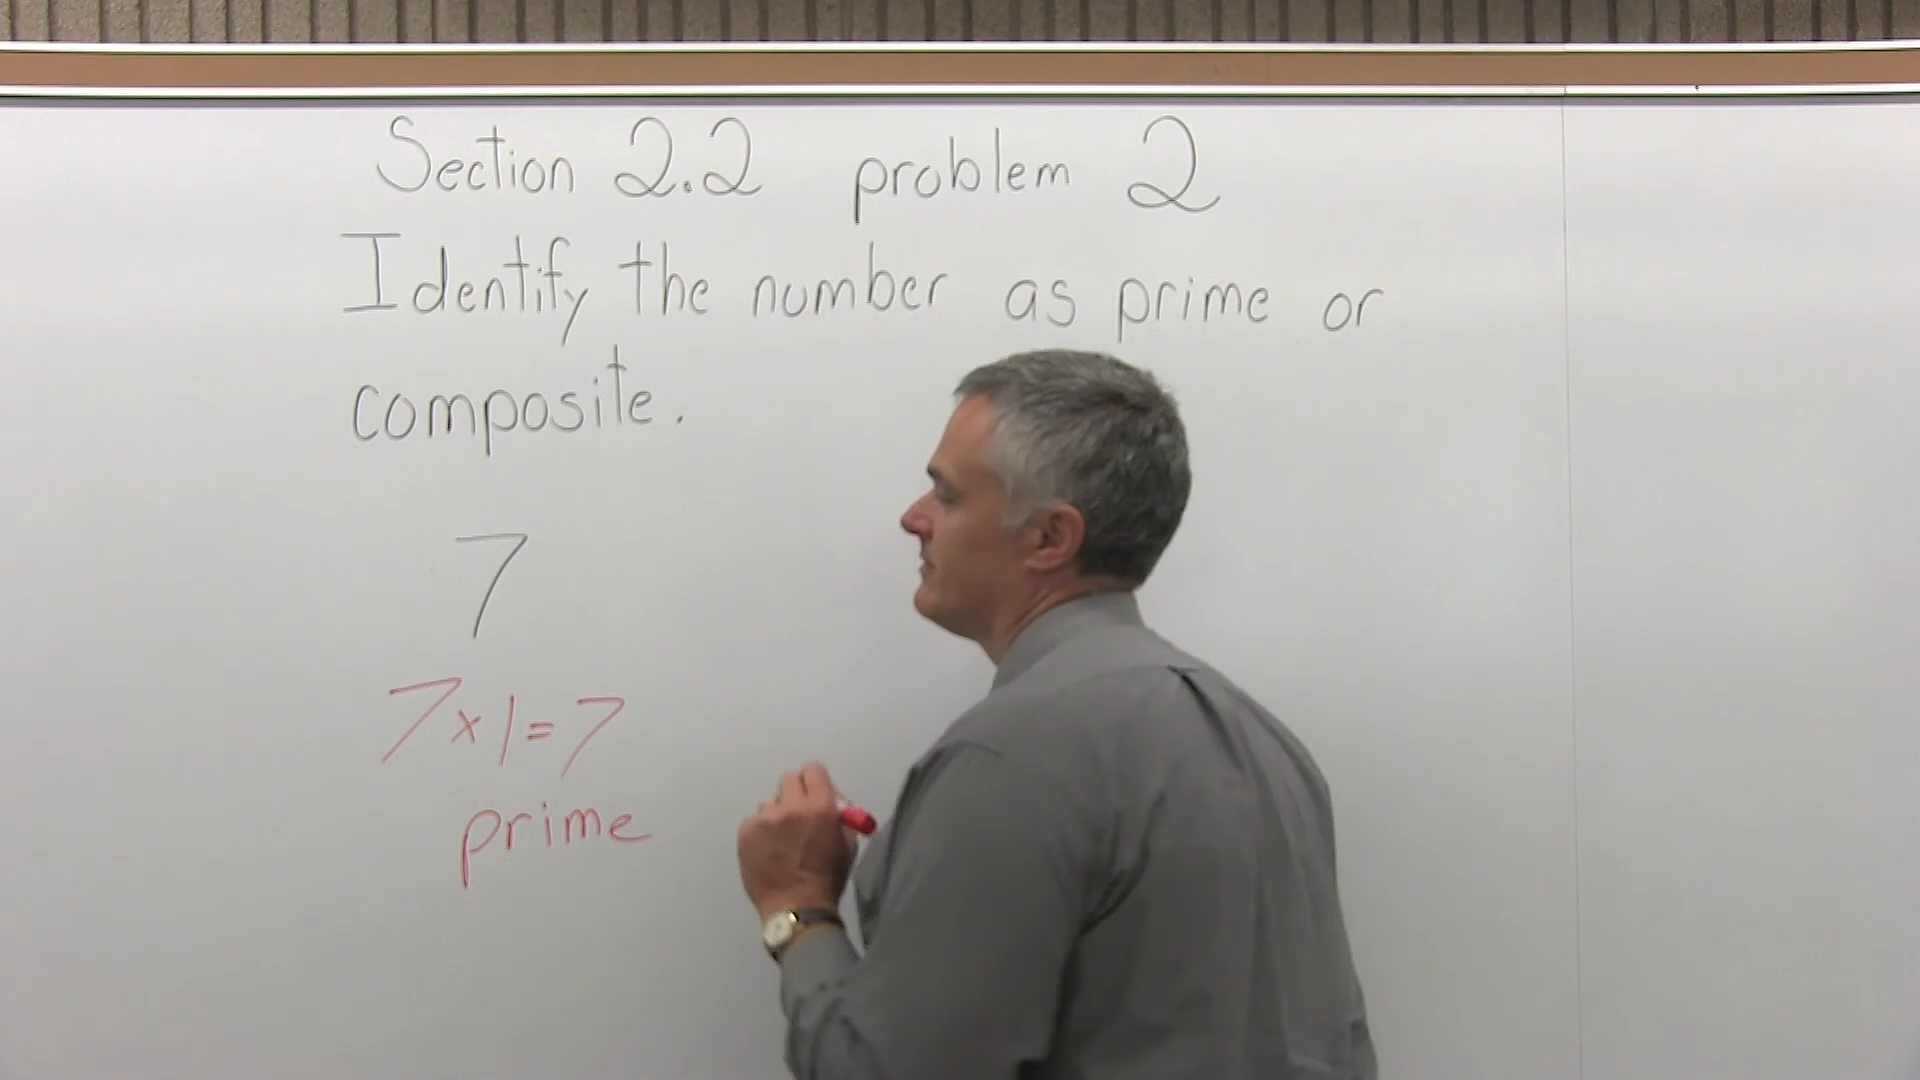 Section 2.2 problem 2
Identify the number as prime or
composite.
7
7 x 1 = 7
prime